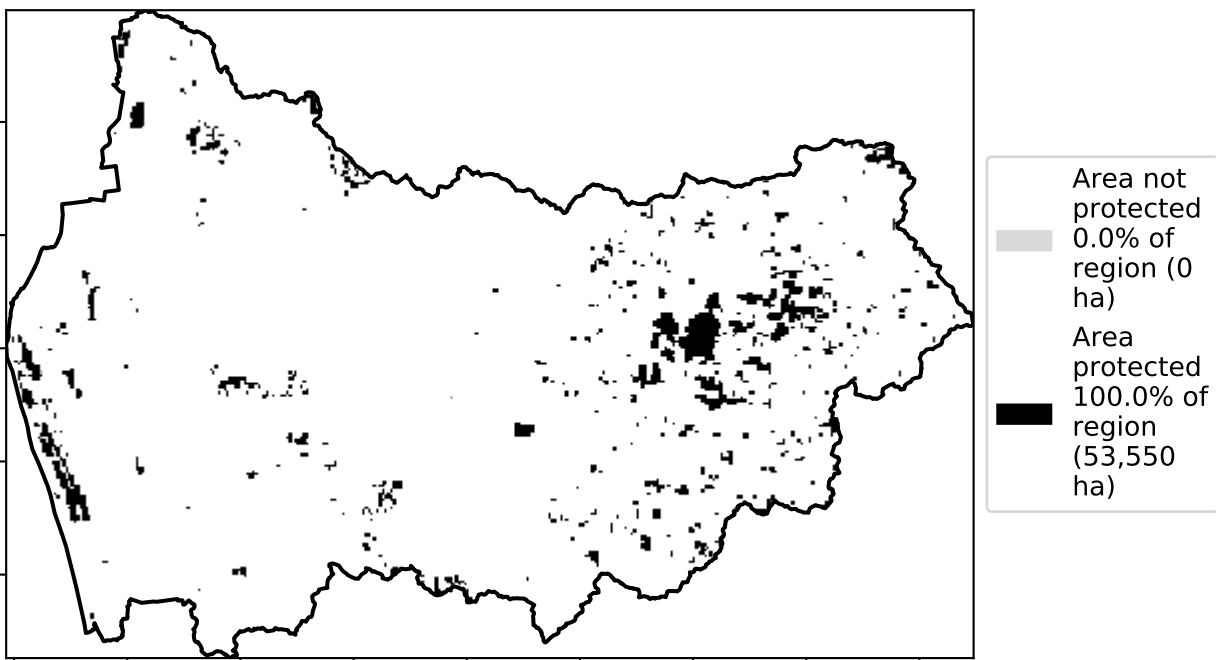 Area not
protected
0.0% of
region (0
ha)
Area
protected
100.0% of
region
(53,550
ha)